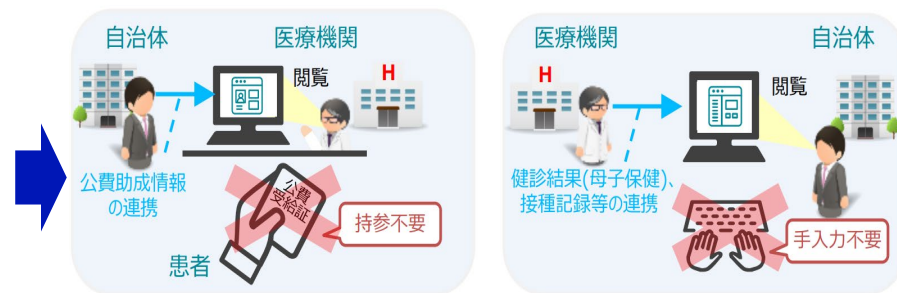 自治体
医療機関
H
閲覧
公費助成情報
の連携
公費
受給証
持参不要
患者
医療機関
自治体
H
閲覧
健診結果(母子保健)、
接種記録等の連携
手入力不要